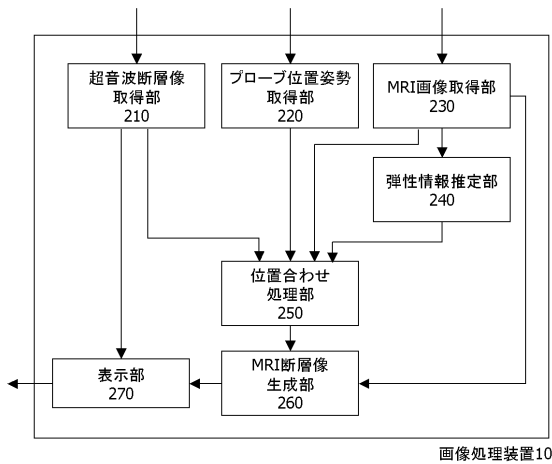 超音波断層像
取得部
210
プローブ位置姿勢
取得部
220
MRI画像取得部
230
弾性情報推定部
240
位置合わせ
処理部
250
MRI断層像
生成部
260
表示部
270
画像処理装置10